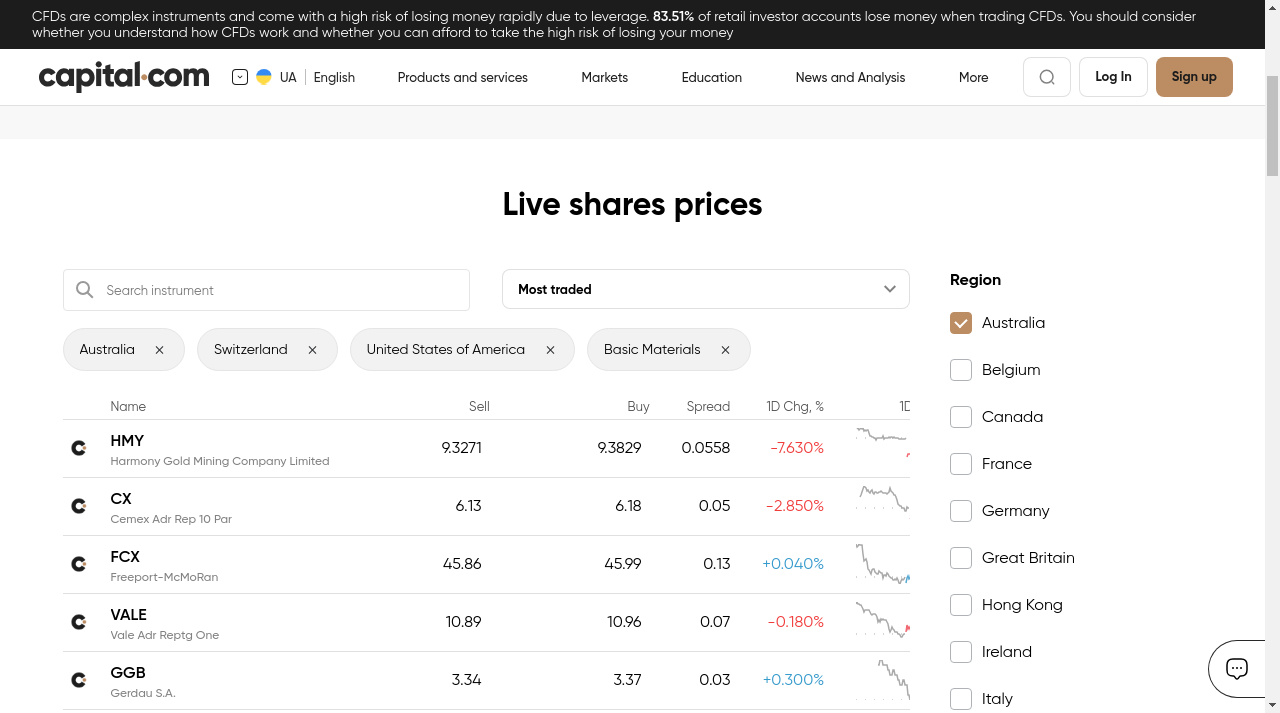 CFDs are complex instruments and come with a high risk of losing money rapidly due to leverage. 83.51% of retail investor accounts lose money when trading CFDs. You should consider
whether you understand how CFDs work and whether you can afford to take the high risk of losing your money
capital.com
UA English
Products and services
Markets
Education
News and Analysis
More
Log In
Sign up
Live shares prices
Search instrument
Most traded
Australia
Switzerland
United States of America
Basic Materials
Name Sell Buy Spread 1D Chg, % 1D
HMY 9.3271 9.3829 0.0558 -7.630%
Harmony Gold Mining Company Limited
CX 6.13 6.18 0.05 -2.850%
Cemex Adr Rep 10 Par
FCX 45.86 45.99 0.13 +0.040%
Freeport-McMoRan
VALE 10.89 10.96 0.07 -0.180%
Vale Adr Reptg One
GGB 3.34 3.37 0.03 +0.300%
Gerdau S.A.
Region
Australia
Belgium
Canada
France
Germany
Great Britain
Hong Kong
Ireland
Italy